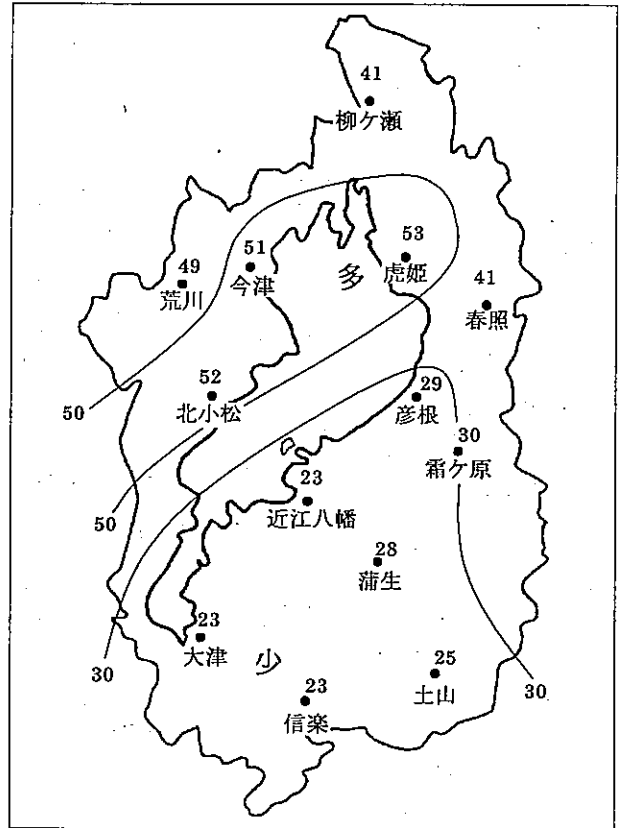 41
柳ケ瀬
53
虎姫
多
51
今津
49
荒川
41
春照
52
北小松
50
29
彦根
30
霜ケ原
50
23
近江八幡
28
蒲生
23
大津
少
30
25
土山
30
23
信楽